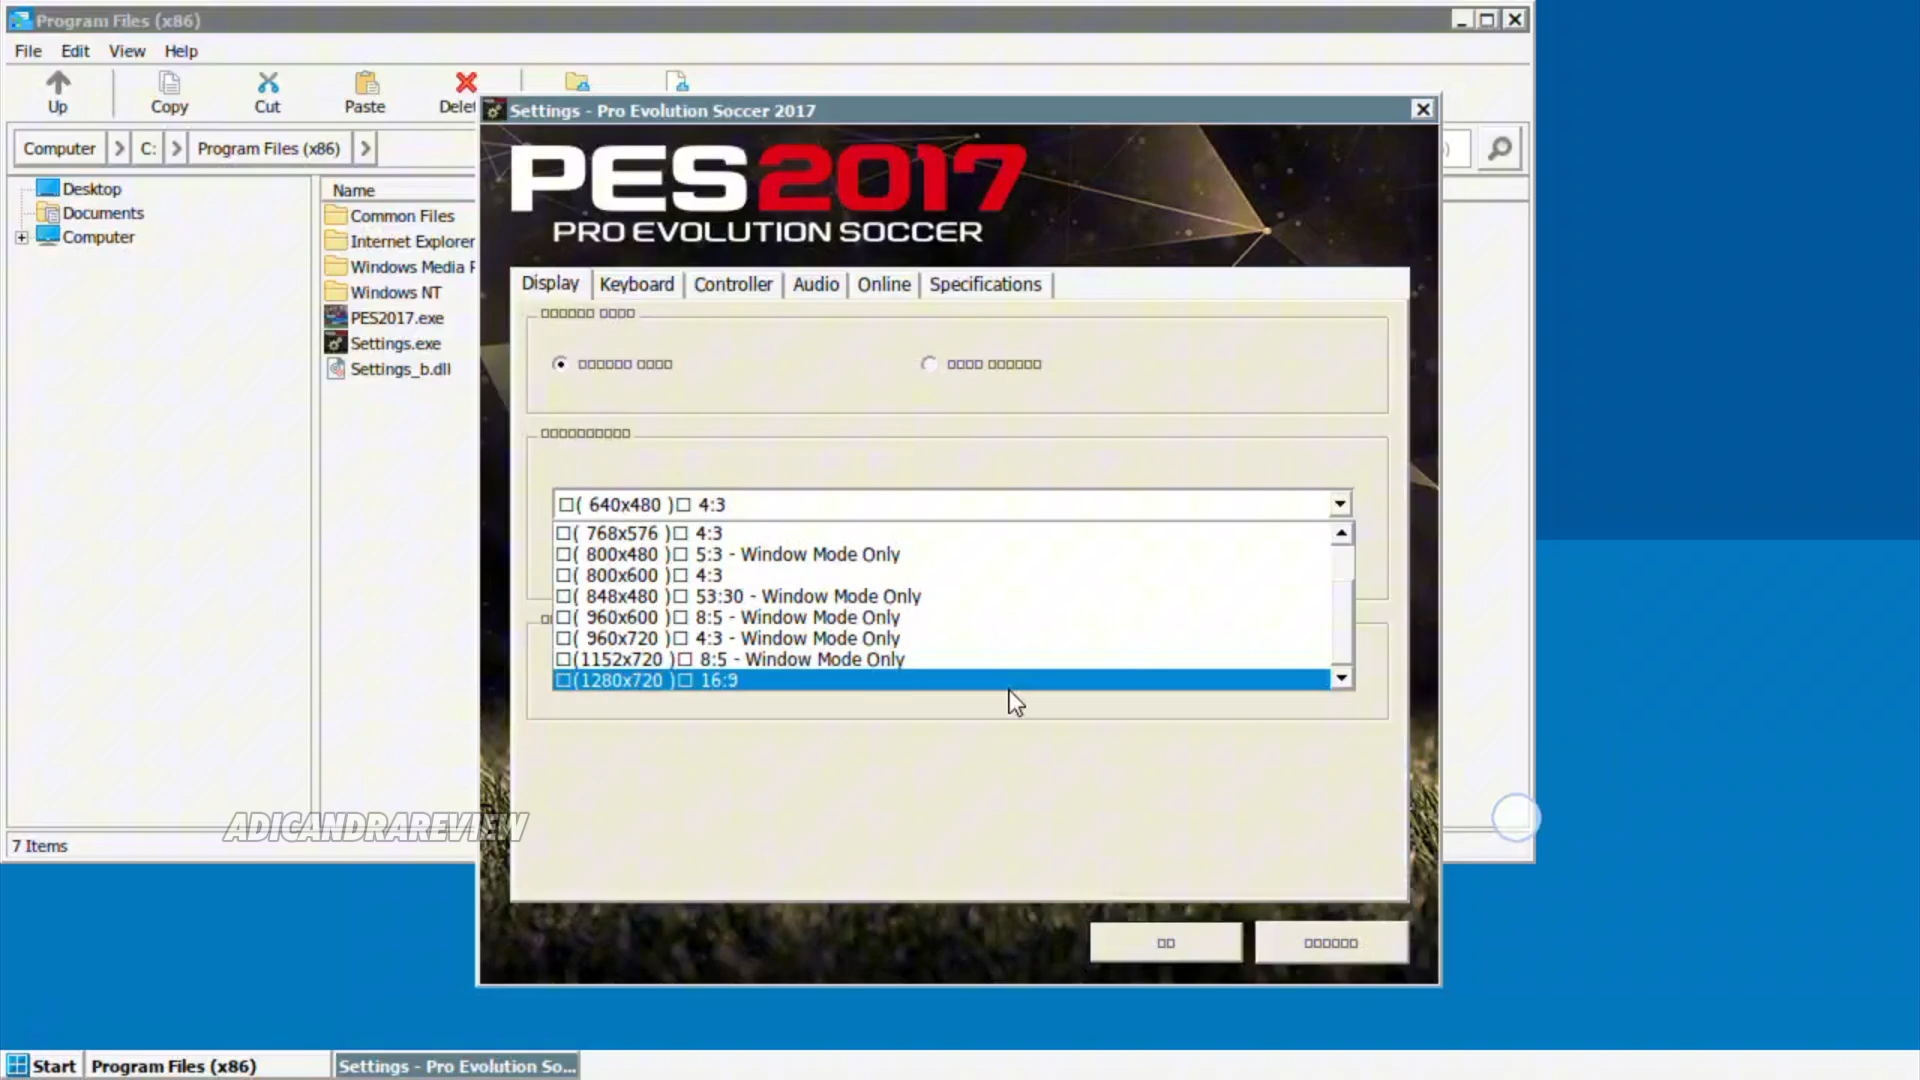 Program Files (x86)
File Edit View Help
Up Copy Cut Paste Delet
Settings - Pro Evolution Soccer 2017
Computer C: Program Files (x86)
PES2017
PRO EVOLUTION SOCCER
Desktop
Documents
Computer
Name
Common Files
Internet Explorer
Windows Media
Windows NT
PES2017.exe
Settings.exe
Settings_b.dll
Display Keyboard Controller Audio Online Specifications
□□□□□□ □□□□
□□□□□□ □□□□ □□□□ □□□□□□
□□□□□□□□□□
□( 640x480 )□ 4:3
□( 768x576 )□ 4:3
□( 800x480 )□ 5:3 - Window Mode Only
□( 800x600 )□ 4:3
□( 848x480 )□ 53:30 - Window Mode Only
□( 960x600 )□ 8:5 - Window Mode Only
□( 960x720 )□ 4:3 - Window Mode Only
□(1152x720 )□ 8:5 - Window Mode Only
□(1280x720 )□ 16:9
□□ □□□□□□
ADICANDRAREVIEW
7 Items
Start Program Files (x86) Settings - Pro Evolution So...